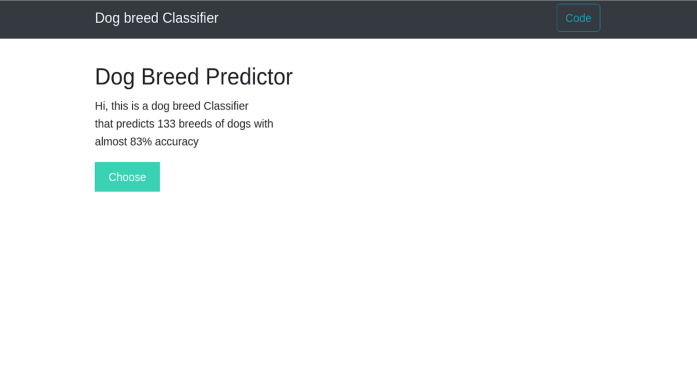 Dog breed Classifier
Code
Dog Breed Predictor
Hi, this is a dog breed Classifier
that predicts 133 breeds of dogs with
almost 83% accuracy
Choose